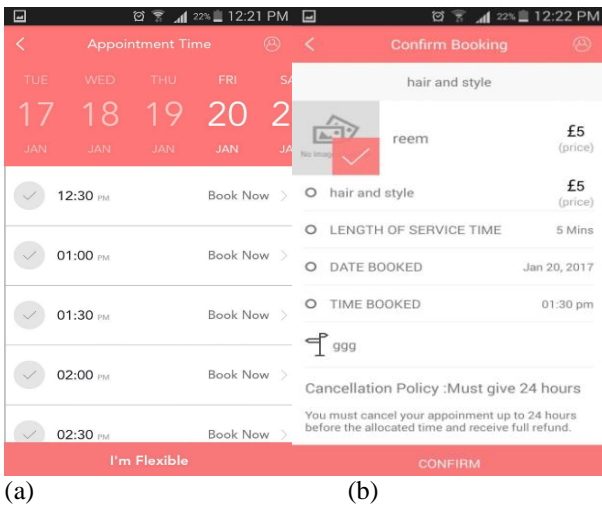 22% 12:21 PM
Appointment Time
TUE WED THU FRI SA
17 18 19 20 2
JAN JAN JAN JAN JA
12:30 PM Book Now
01:00 PM Book Now
01:30 PM Book Now
02:00 PM Book Now
02:30 PM Book Now
I'm Flexible
(a)
22% 12:22 PM
Confirm Booking
hair and style
No Imag
reem £5
(price)
hair and style £5
(price)
LENGTH OF SERVICE TIME 5 Mins
DATE BOOKED Jan 20, 2017
TIME BOOKED 01:30 pm
ggg
Cancellation Policy :Must give 24 hours
You must cancel your appoinment up to 24 hours
before the allocated time and receive full refund.
CONFIRM
(b)